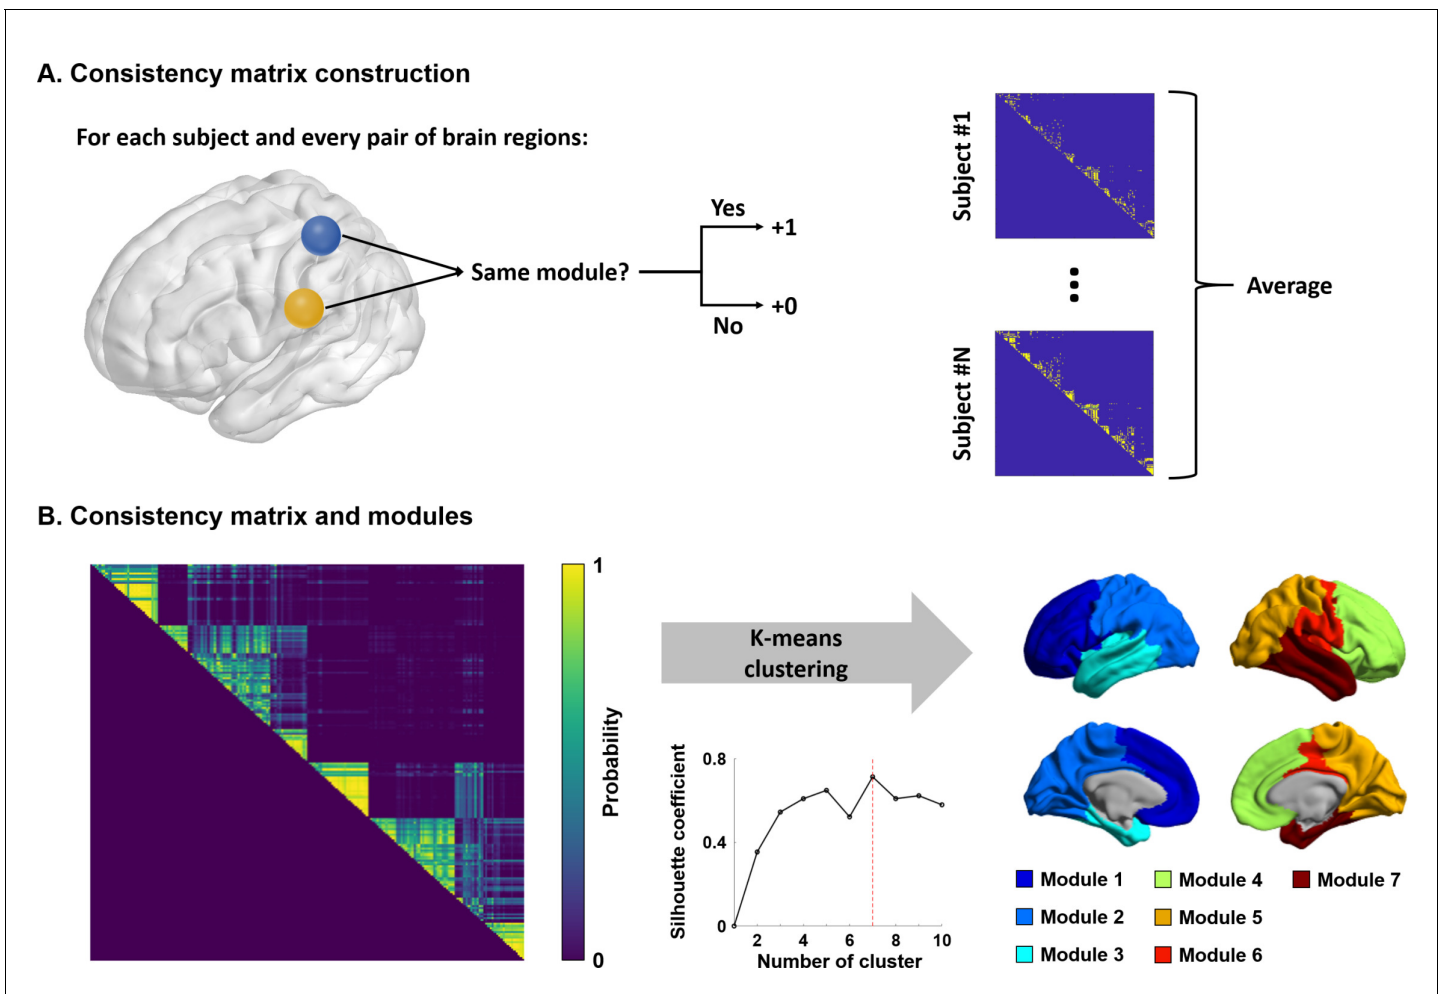 A. Consistency matrix construction
For each subject and every pair of brain regions:
Same module?
Yes
+1
+0
No
Subject #1
Subject #N
Average
B. Consistency matrix and modules
1
0
Probability
K-means
clustering
Silhouette coefficient
0.8
0.4
0
2 4 6 8 10
Number of cluster
Module 1
Module 2
Module 3
Module 4
Module 5
Module 6
Module 7